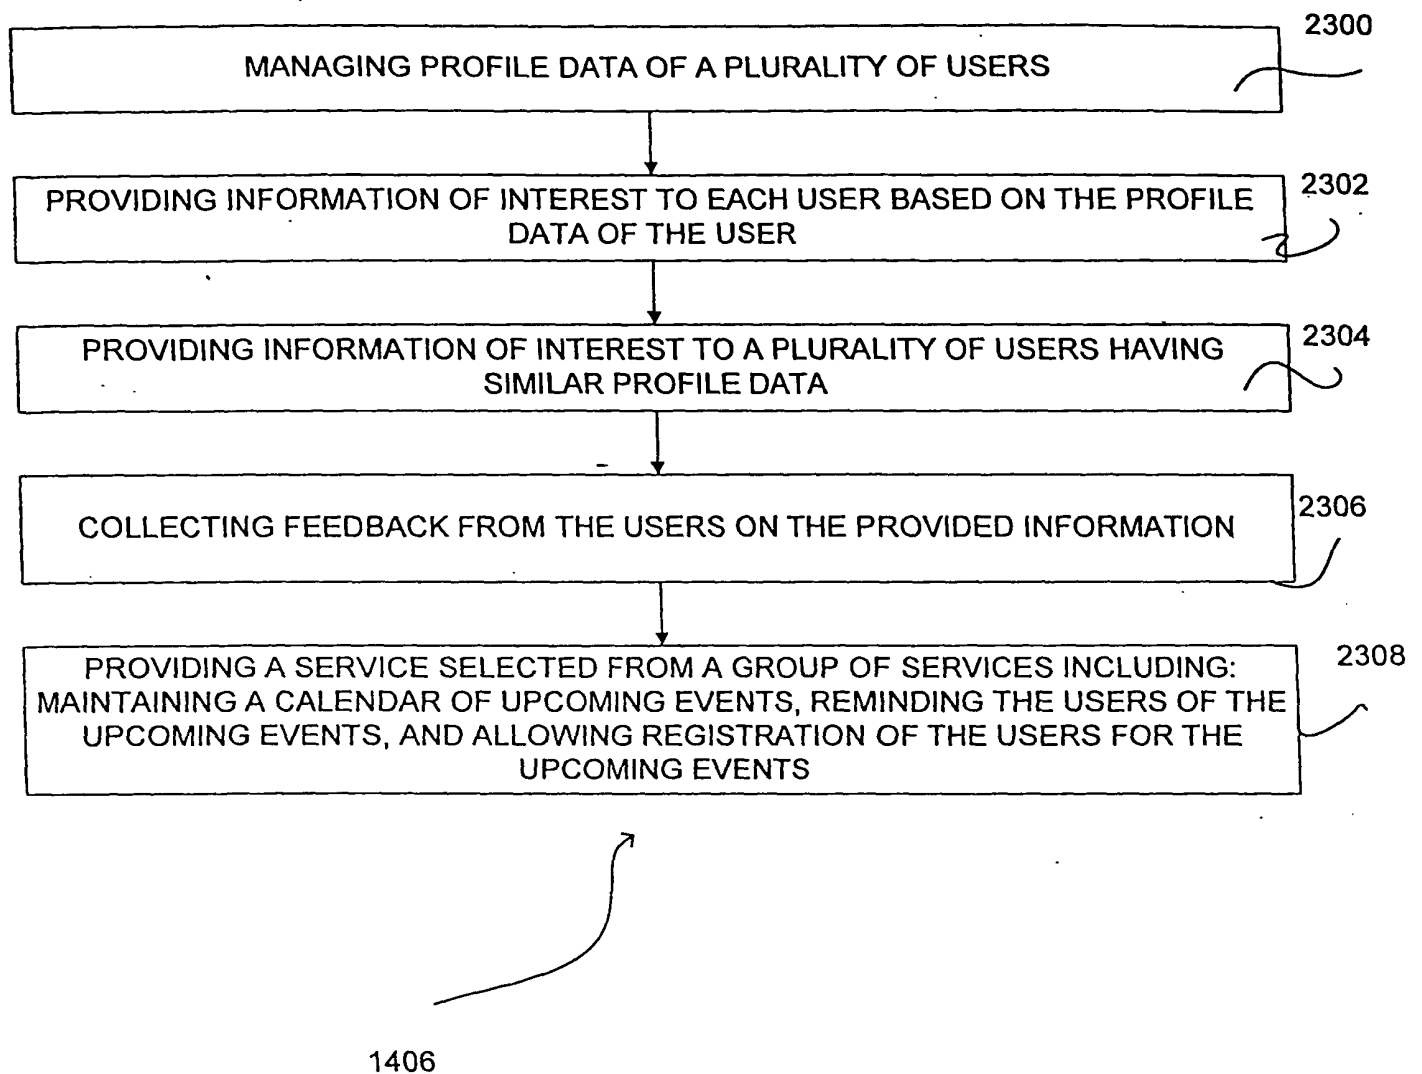 2300
MANAGING PROFILE DATA OF A PLURALITY OF USERS
2302
PROVIDING INFORMATION OF INTEREST TO EACH USER BASED ON THE PROFILE
DATA OF THE USER
2304
PROVIDING INFORMATION OF INTEREST TO A PLURALITY OF USERS HAVING
SIMILAR PROFILE DATA
2306
COLLECTING FEEDBACK FROM THE USERS ON THE PROVIDED INFORMATION
2308
PROVIDING A SERVICE SELECTED FROM A GROUP OF SERVICES INCLUDING:
MAINTAINING A CALENDAR OF UPCOMING EVENTS, REMINDING THE USERS OF THE
UPCOMING EVENTS, AND ALLOWING REGISTRATION OF THE USERS FOR THE
UPCOMING EVENTS
1406